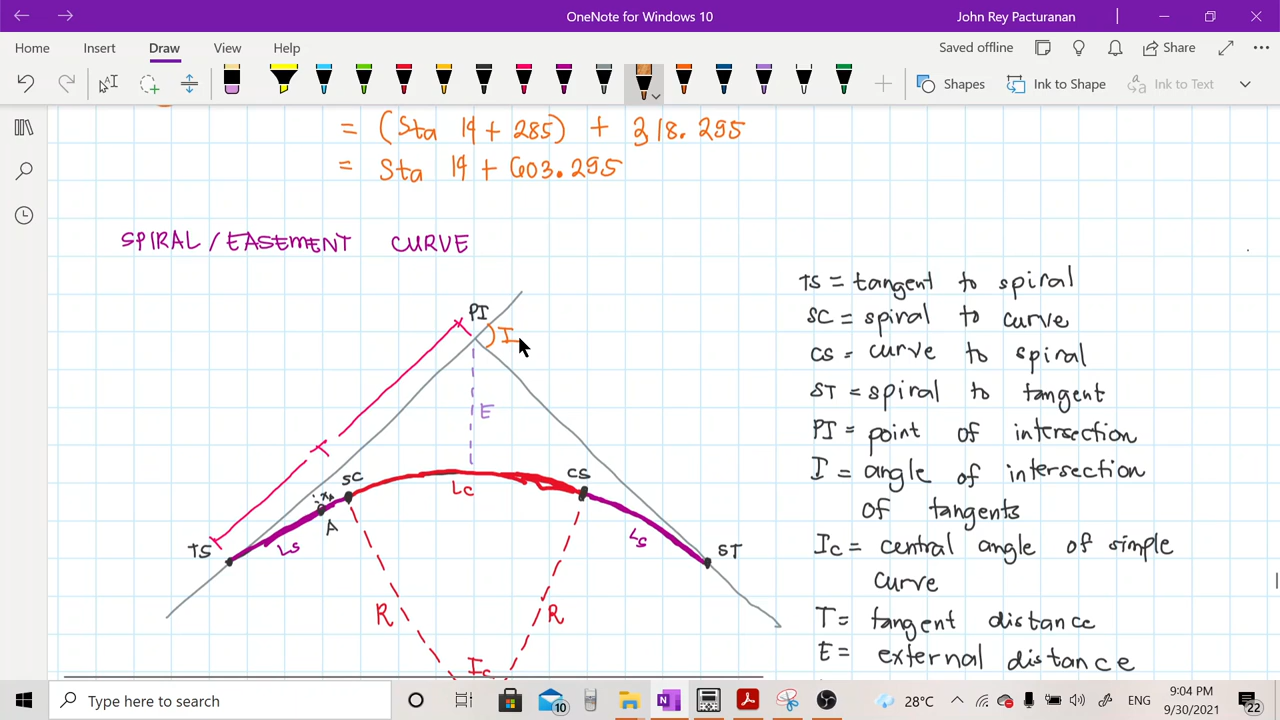 OneNote for Windows 10
John Rey Pacturanan
Home Insert Draw View Help
Saved offline
Share
Shapes
Ink to Shape
Ink to Text
= (Sta 14 + 285) + 318.295
= Sta 14 + 603.295
SPIRAL / EASEMENT CURVE
PI
I
T
E
SC
CS
Lc
xs
A
TS
Ls
Ls
ST
R
R
Ic
TS = tangent to spiral
SC = spiral to curve
CS = curve to spiral
ST = spiral to tangent
PI = point of intersection
I = angle of intersection
of tangents
Ic = central angle of simple
curve
T = tangent distance
E = external distance
Type here to search
10
28°C
ENG
9:04 PM
9/30/2021
22